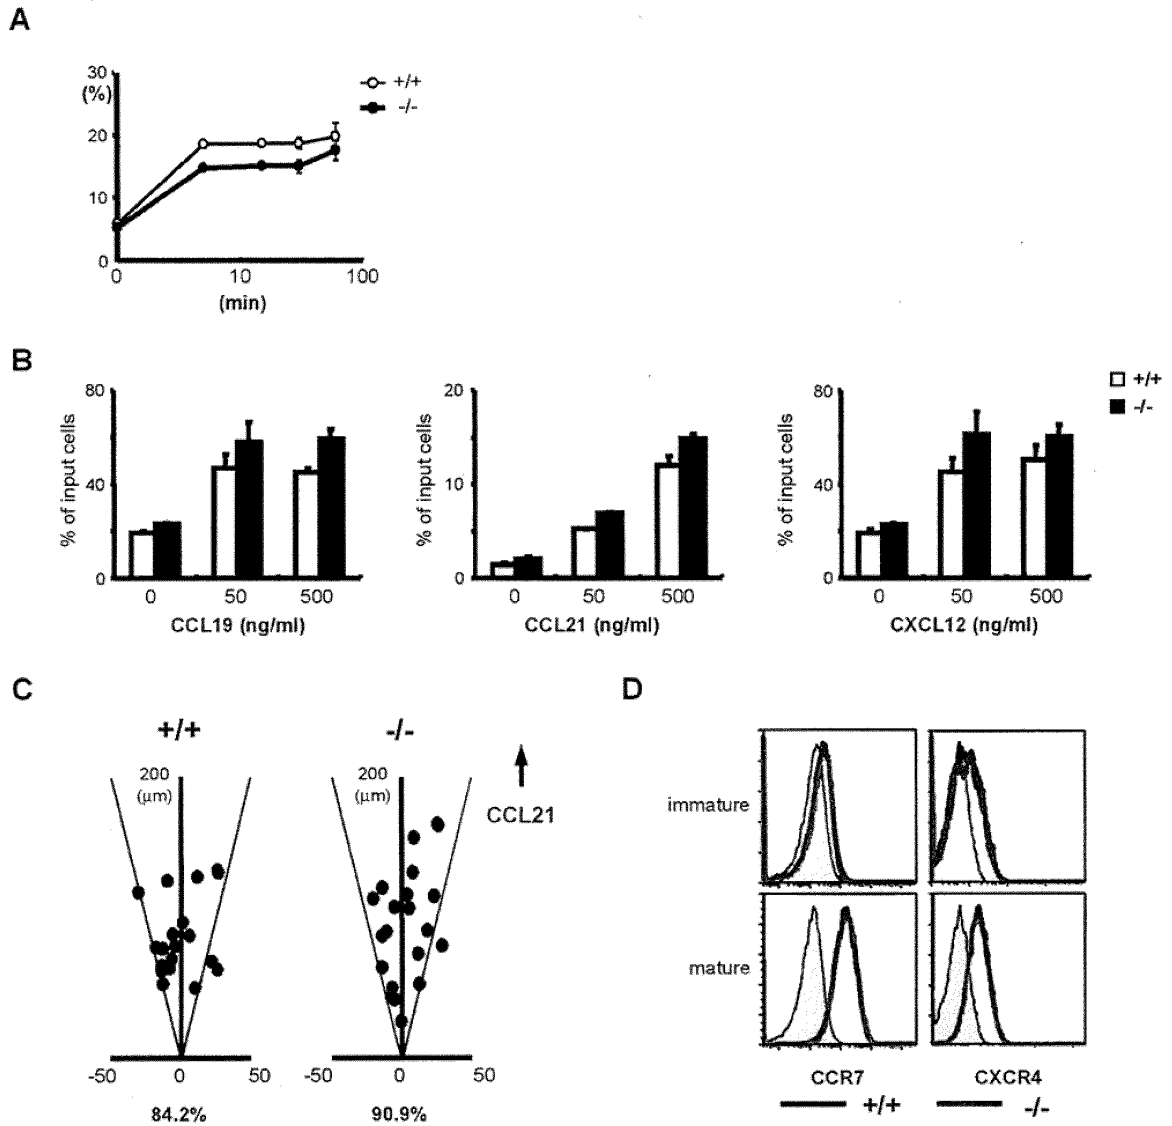 A
30
(%)
20
10
0
0 10 100
(min)
+/+
-/-
B
% of input cells
80
40
0
0 50 500
CCL19 (ng/ml)
% of input cells
20
10
0
0 50 500
CCL21 (ng/ml)
% of input cells
80
40
0
0 50 500
CXCL12 (ng/ml)
+/+
-/-
C
+/+
200
(μm)
-50 0 50
84.2%
-/-
200
(μm)
-50 0 50
90.9%
CCL21
D
immature
mature
CCR7
CXCR4
+/+
-/-